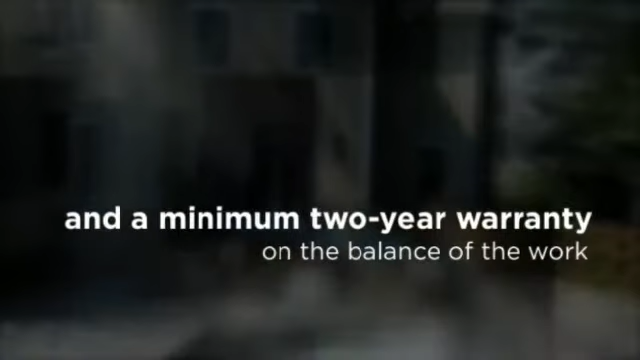 and a minimum two-year warranty
on the balance of the work